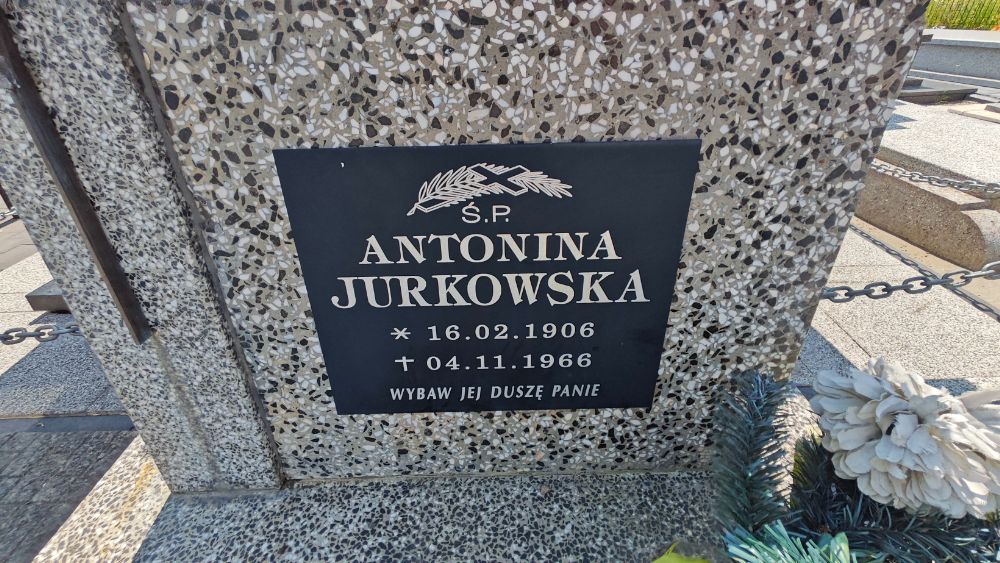 Ś.P.
ANTONINA
JURKOWSKA
* 16.02.1906
† 04.11.1966
WYBAW JEJ DUSZĘ PANIE